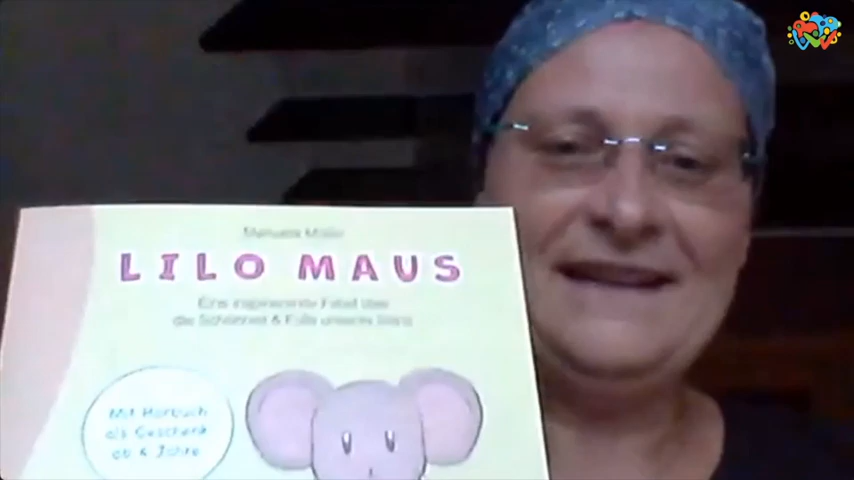 Manuela Müller
LILO MAUS
Eine inspirierende Fabel über
die Schönheit & Fülle unseres Seins
Mit Hörbuch
als Geschenk
ab 4 Jahre